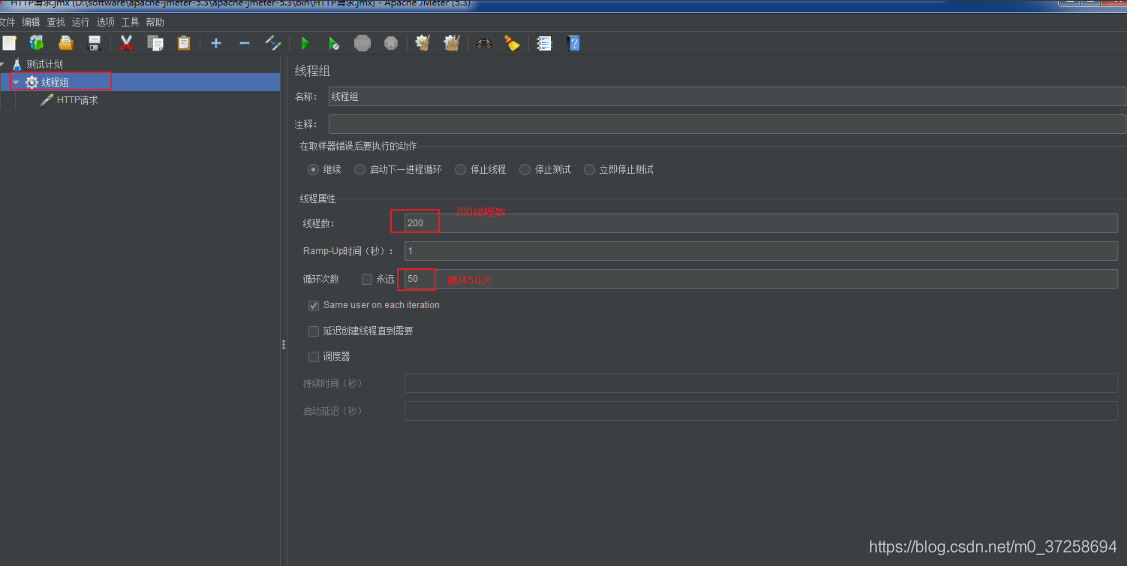 HTTP请求.jmx (D:\software\apache-jmeter-5.3\apache-jmeter-5.3\bin\HTTP请求.jmx) - Apache JMeter (5.3)
文件 编辑 查找 运行 选项 工具 帮助
测试计划
线程组
HTTP请求
线程组
名称: 线程组
注释:
在取样器错误后要执行的动作
继续 启动下一进程循环 停止线程 停止测试 立即停止测试
线程属性
线程数: 200 200线程数
Ramp-Up时间(秒): 1
循环次数 永远 50 循环50次
Same user on each iteration
延迟创建线程直到需要
调度器
持续时间(秒)
启动延迟(秒)
https://blog.csdn.net/m0_37258694